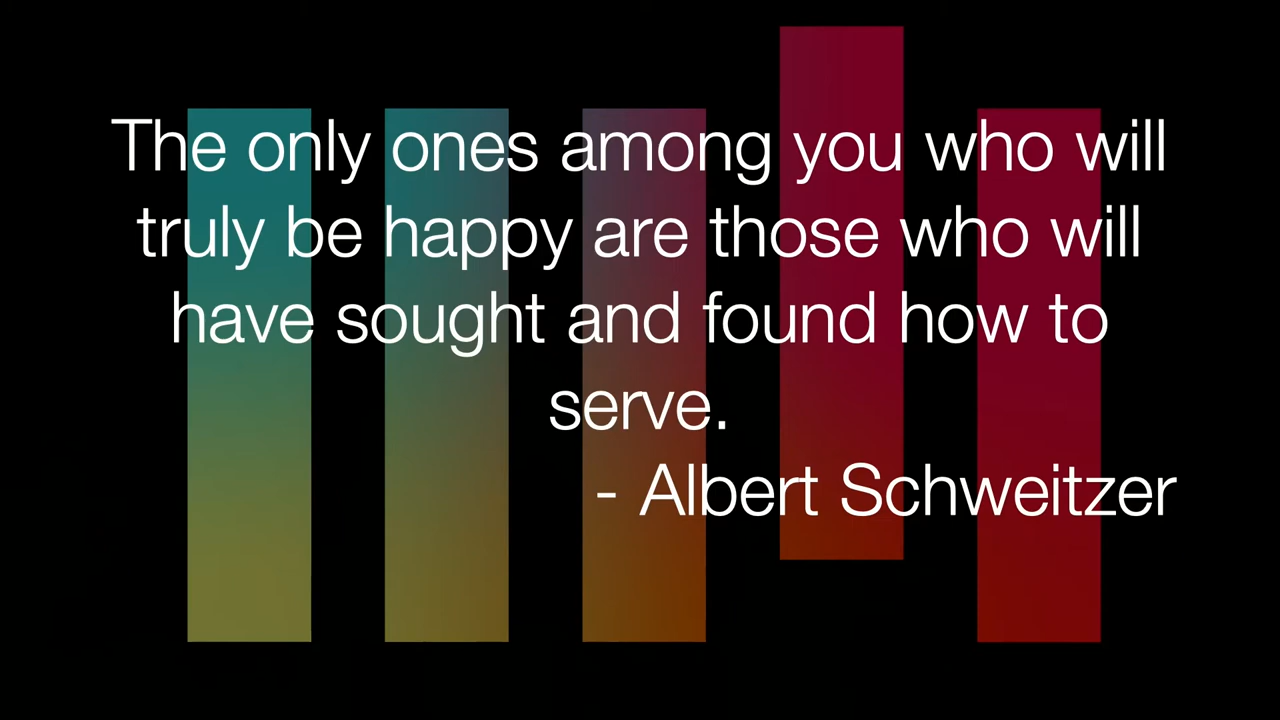 The only ones among you who will
truly be happy are those who will
have sought and found how to
serve.
- Albert Schweitzer